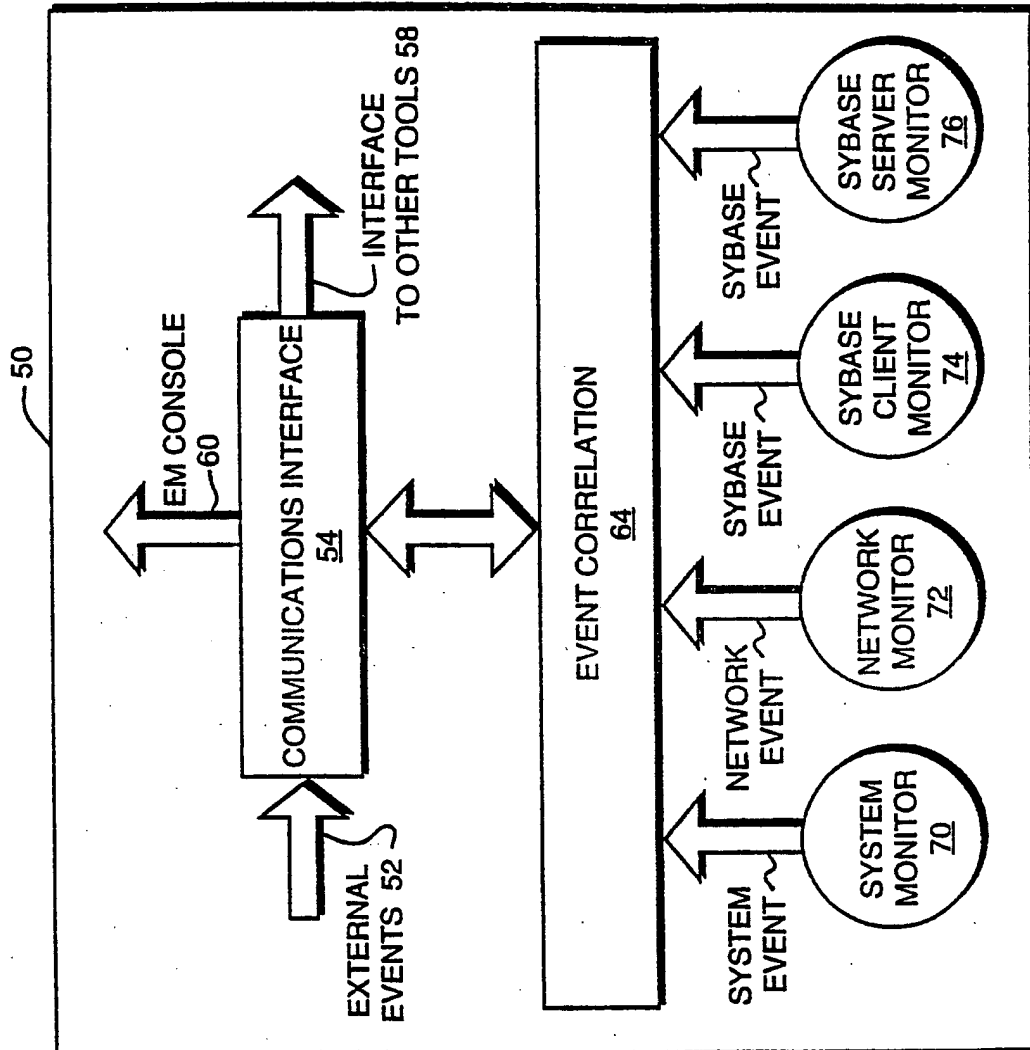 50
EM CONSOLE
60
EXTERNAL
EVENTS 52
COMMUNICATIONS INTERFACE
54
INTERFACE
TO OTHER TOOLS 58
EVENT CORRELATION
64
SYSTEM
EVENT
NETWORK
EVENT
SYBASE
EVENT
SYBASE
EVENT
SYSTEM
MONITOR
70
NETWORK
MONITOR
72
SYBASE
CLIENT
MONITOR
74
SYBASE
SERVER
MONITOR
76